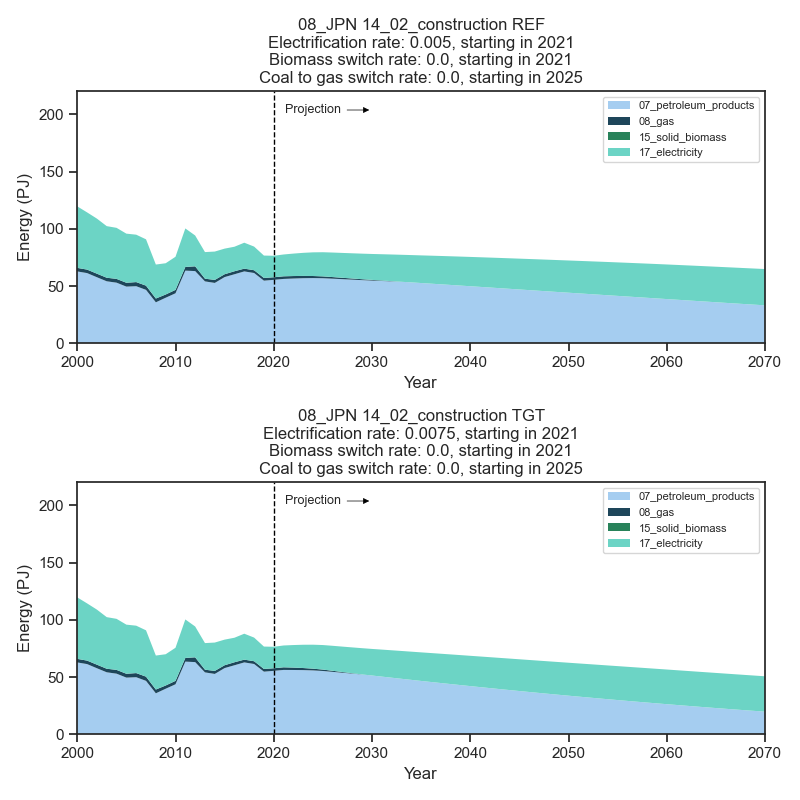 08_JPN 14_02_construction REF
Electrification rate: 0.005, starting in 2021
Biomass switch rate: 0.0, starting in 2021
Coal to gas switch rate: 0.0, starting in 2025
Energy (PJ)
200
150
100
50
0
Projection
07_petroleum_products
08_gas
15_solid_biomass
17_electricity
2000 2010 2020 2030 2040 2050 2060 2070
Year
08_JPN 14_02_construction TGT
Electrification rate: 0.0075, starting in 2021
Biomass switch rate: 0.0, starting in 2021
Coal to gas switch rate: 0.0, starting in 2025
Energy (PJ)
200
150
100
50
0
Projection
07_petroleum_products
08_gas
15_solid_biomass
17_electricity
2000 2010 2020 2030 2040 2050 2060 2070
Year